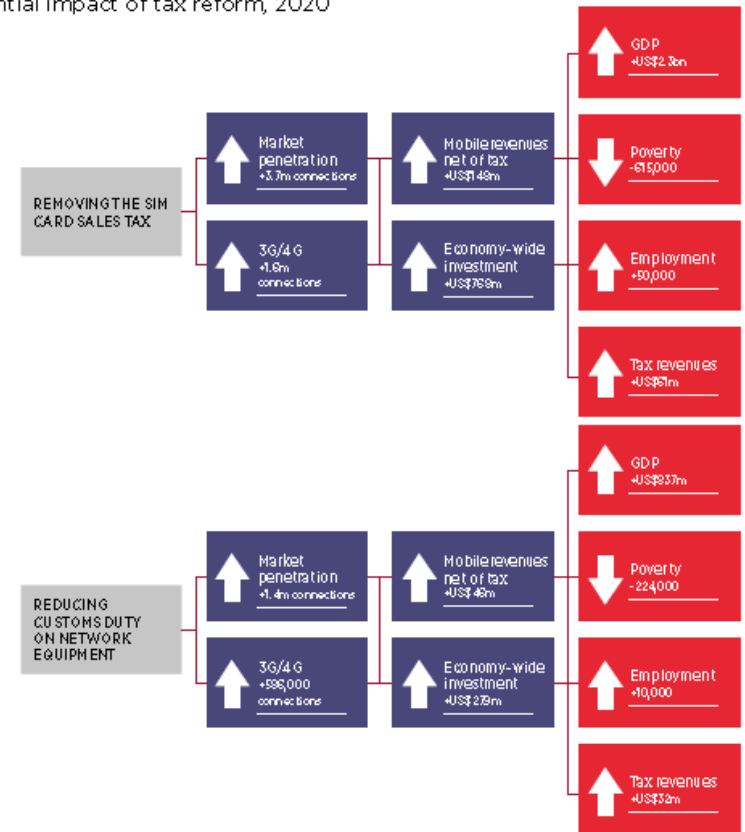 ntial impact of tax reform, 2020
REMOVING THE SIM
CARD SALES TAX
Market
penetration
+3.7m connections
3G/4G
+1.6m
connections
Mobile revenues
net of tax
+US$149m
Economy-wide
investment
+US$769m
GDP
+US$2.3bn
Poverty
-615,000
Employment
+50,000
Tax revenues
+US$61m
REDUCING
CUSTOMS DUTY
ON NETWORK
EQUIPMENT
Market
penetration
+1.4m connections
3G/4G
connections
Mobile revenues
net of tax
+US$46m
Economy-wide
investment
+US$279m
GDP
+US$837m
Poverty
-224,000
Employment
+10,000
Tax revenues
+US$32m